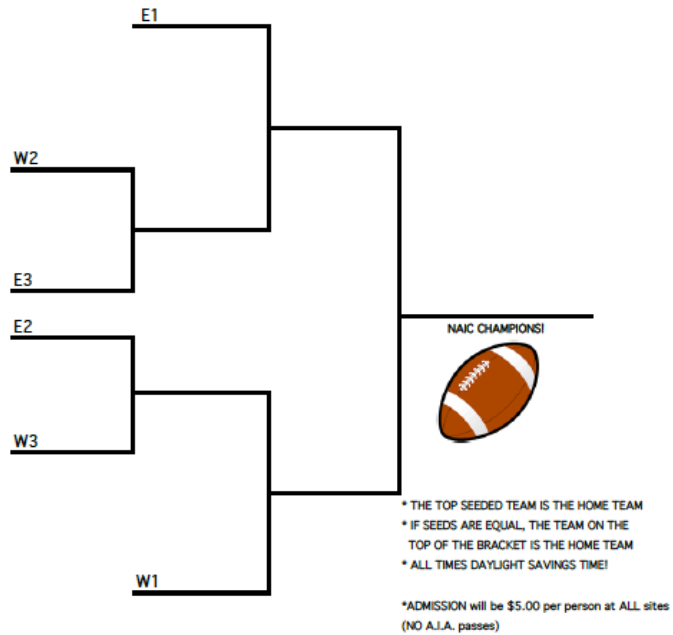 E1
W2
E3
E2
W3
W1
NAIC CHAMPIONS!
* THE TOP SEEDED TEAM IS THE HOME TEAM
* IF SEEDS ARE EQUAL, THE TEAM ON THE
TOP OF THE BRACKET IS THE HOME TEAM
* ALL TIMES DAYLIGHT SAVINGS TIME!
*ADMISSION will be $5.00 per person at ALL sites
(NO A.I.A. passes)